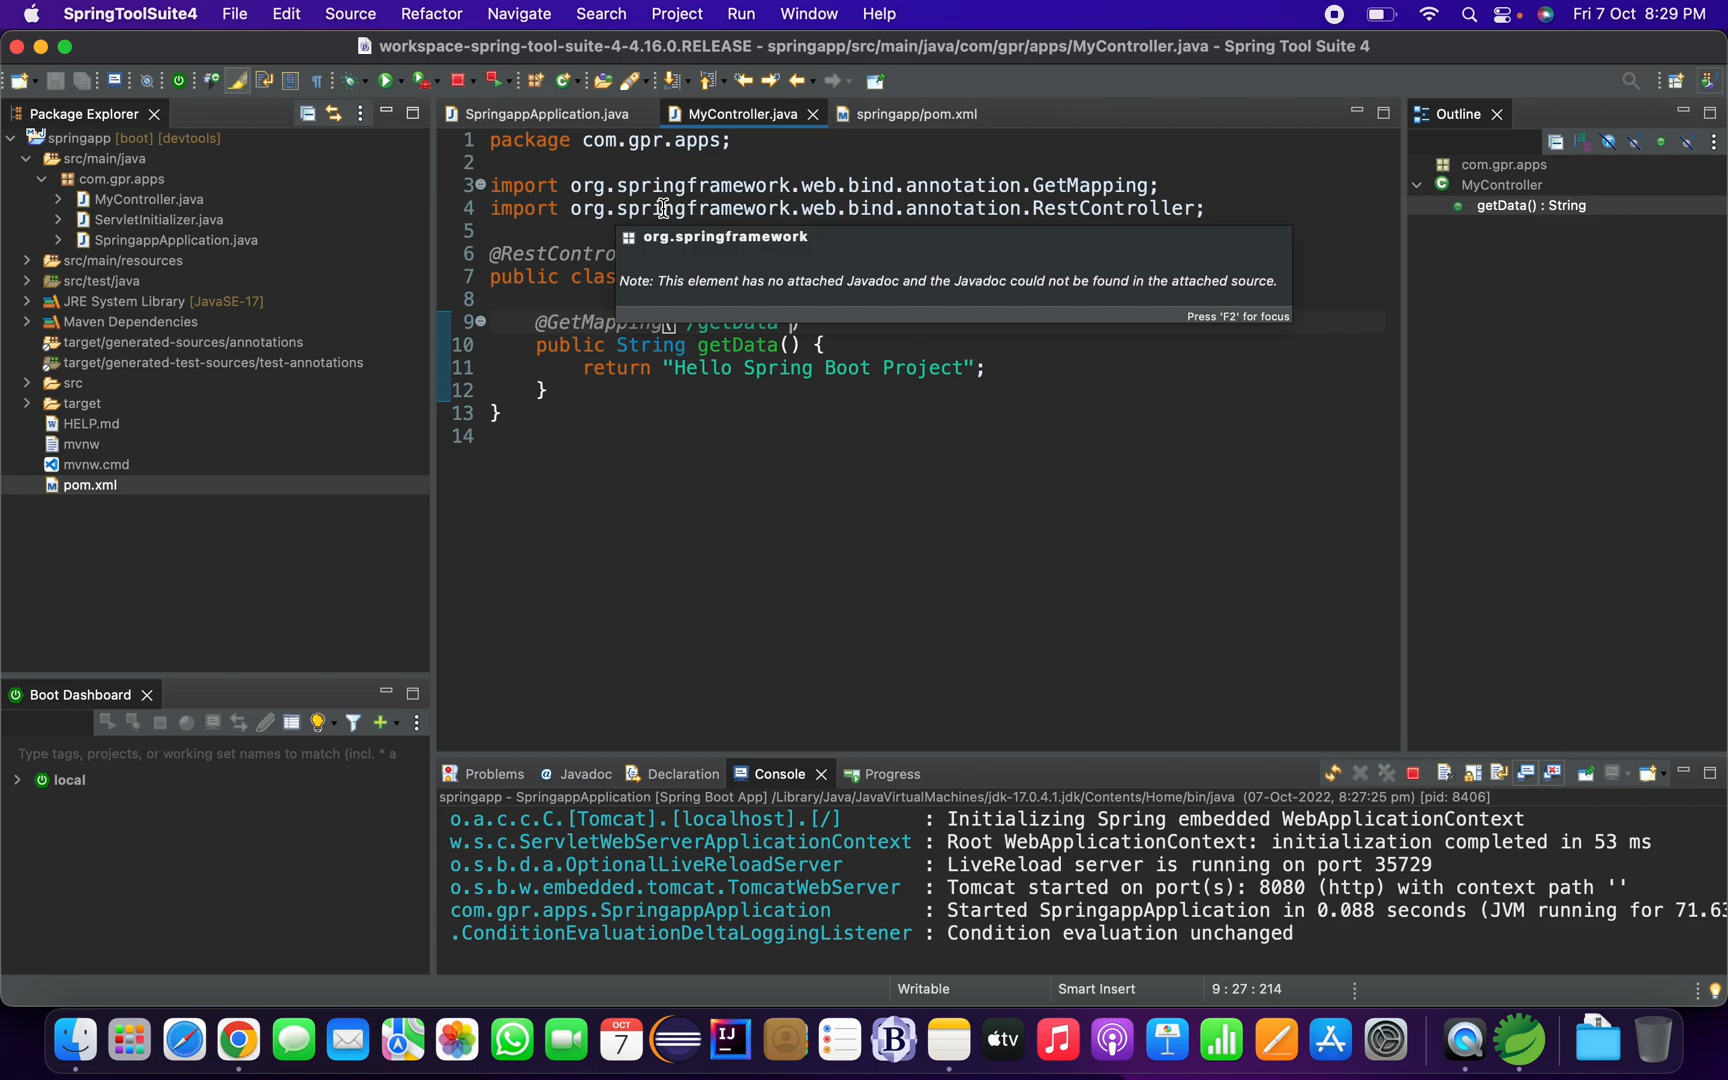 SpringToolSuite4 File Edit Source Refactor Navigate Search Project Run Window Help Fri 7 Oct 8:29 PM
workspace-spring-tool-suite-4-4.16.0.RELEASE - springapp/src/main/java/com/gpr/apps/MyController.java - Spring Tool Suite 4
Package Explorer
springapp [boot] [devtools]
src/main/java
com.gpr.apps
MyController.java
ServletInitializer.java
SpringappApplication.java
src/main/resources
src/test/java
JRE System Library [JavaSE-17]
Maven Dependencies
target/generated-sources/annotations
target/generated-test-sources/test-annotations
src
target
HELP.md
mvnw
mvnw.cmd
pom.xml
SpringappApplication.java MyController.java springapp/pom.xml
1 package com.gpr.apps;
2
3 import org.springframework.web.bind.annotation.GetMapping;
4 import org.springframework.web.bind.annotation.RestController;
5
6 @RestContro
7 public clas
8
9 @GetMapping("/getData")
10 public String getData() {
11 return "Hello Spring Boot Project";
12 }
13 }
14
org.springframework
Note: This element has no attached Javadoc and the Javadoc could not be found in the attached source.
Press 'F2' for focus
Outline
com.gpr.apps
MyController
getData() : String
Boot Dashboard
Type tags, projects, or working set names to match (incl. * a
local
Problems Javadoc Declaration Console Progress
springapp - SpringappApplication [Spring Boot App] /Library/Java/JavaVirtualMachines/jdk-17.0.4.1.jdk/Contents/Home/bin/java (07-Oct-2022, 8:27:25 pm) [pid: 8406]
o.a.c.c.C.[Tomcat].[localhost].[/] : Initializing Spring embedded WebApplicationContext
w.s.c.ServletWebServerApplicationContext : Root WebApplicationContext: initialization completed in 53 ms
o.s.b.d.a.OptionalLiveReloadServer : LiveReload server is running on port 35729
o.s.b.w.embedded.tomcat.TomcatWebServer : Tomcat started on port(s): 8080 (http) with context path ''
com.gpr.apps.SpringappApplication : Started SpringappApplication in 0.088 seconds (JVM running for 71.63
.ConditionEvaluationDeltaLoggingListener : Condition evaluation unchanged
Writable Smart Insert 9 : 27 : 214
OCT
7
IJ
B
tv